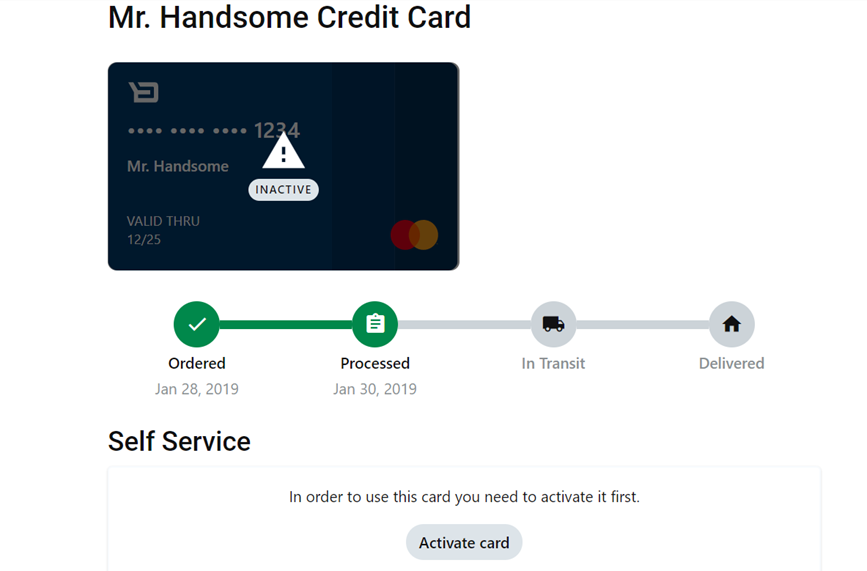 Mr. Handsome Credit Card
•••• •••• •••• 1234
Mr. Handsome
INACTIVE
VALID THRU
12/25
Ordered
Processed
In Transit
Delivered
Jan 28, 2019
Jan 30, 2019
Self Service
In order to use this card you need to activate it first.
Activate card